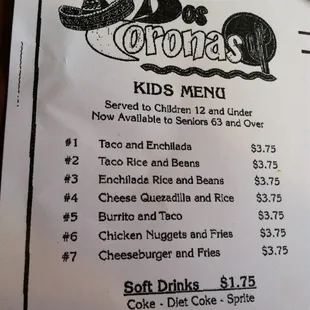 Dos
Coronas
KIDS MENU
Served to Children 12 and Under
Now Available to Seniors 63 and Over
#1 Taco and Enchilada $3.75
#2 Taco Rice and Beans $3.75
#3 Enchilada Rice and Beans $3.75
#4 Cheese Quezadilla and Rice $3.75
#5 Burrito and Taco $3.75
#6 Chicken Nuggets and Fries $3.75
#7 Cheeseburger and Fries $3.75
Soft Drinks $1.75
Coke - Diet Coke - Sprite